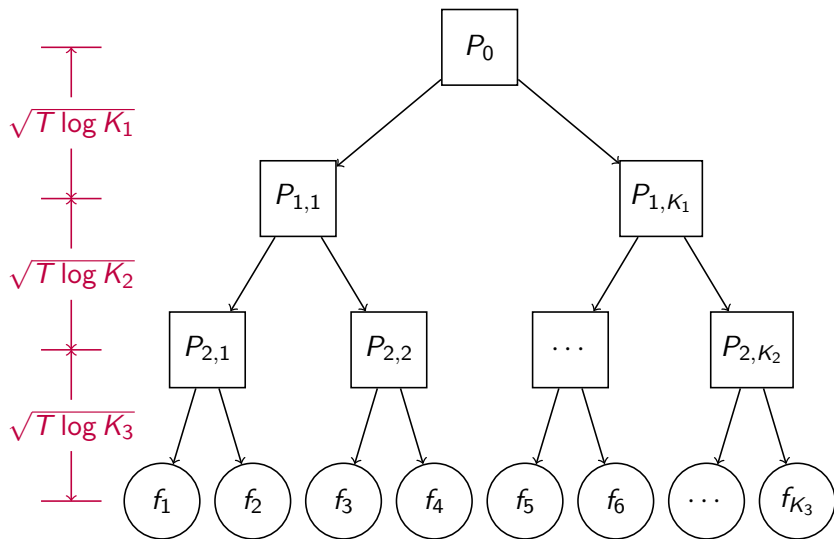 P₀
√T log K₁
P₁,₁ P₁,K₁
√T log K₂
P₂,₁ P₂,₂ ⋯ P₂,K₂
√T log K₃
f₁ f₂ f₃ f₄ f₅ f₆ ⋯ f_K₃